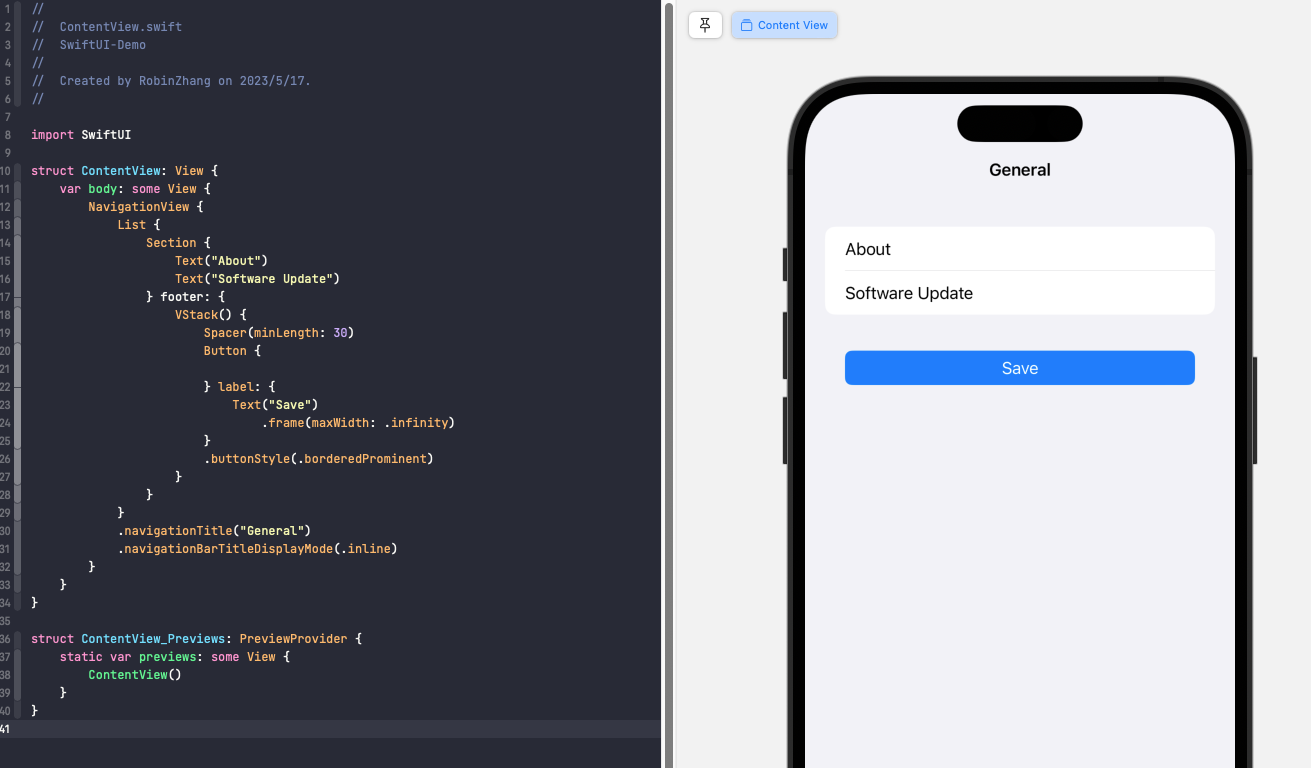 1 //
2 //  ContentView.swift
3 //  SwiftUI-Demo
4 //
5 //  Created by RobinZhang on 2023/5/17.
6 //
7
8 import SwiftUI
9
10 struct ContentView: View {
11     var body: some View {
12         NavigationView {
13             List {
14                 Section {
15                     Text("About")
16                     Text("Software Update")
17                 } footer: {
18                     VStack() {
19                         Spacer(minLength: 30)
20                         Button {
21
22                         } label: {
23                             Text("Save")
24                                 .frame(maxWidth: .infinity)
25                         }
26                         .buttonStyle(.borderedProminent)
27                     }
28                 }
29             }
30             .navigationTitle("General")
31             .navigationBarTitleDisplayMode(.inline)
32         }
33     }
34 }
35
36 struct ContentView_Previews: PreviewProvider {
37     static var previews: some View {
38         ContentView()
39     }
40 }
41
Content View
General
About
Software Update
Save